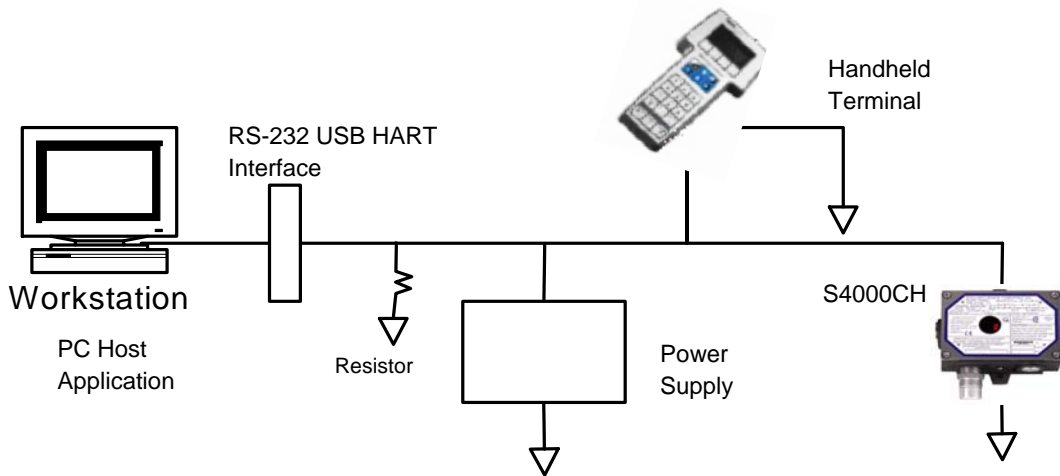 Handheld
Terminal
RS-232 USB HART
Interface
Workstation
S4000CH
PC Host
Application
Resistor
Power
Supply